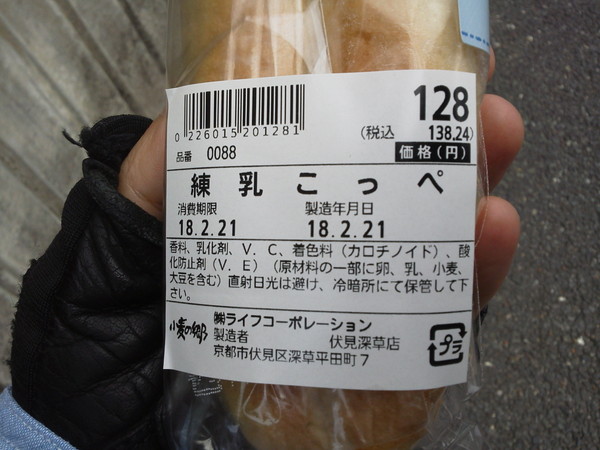 128
0 226015 201281
(税込 138.24)
品番 0088
価格(円)
練乳こっぺ
消費期限 製造年月日
18.2.21 18.2.21
香料、乳化剤、V.C、着色料(カロチノイド)、酸
化防止剤(V.E)(原材料の一部に卵、乳、小麦、
大豆を含む)直射日光は避け、冷暗所にて保管して下
さい。
小麦の郷
㈱ライフコーポレーション
製造者 伏見深草店
京都市伏見区深草平田町7
プラ